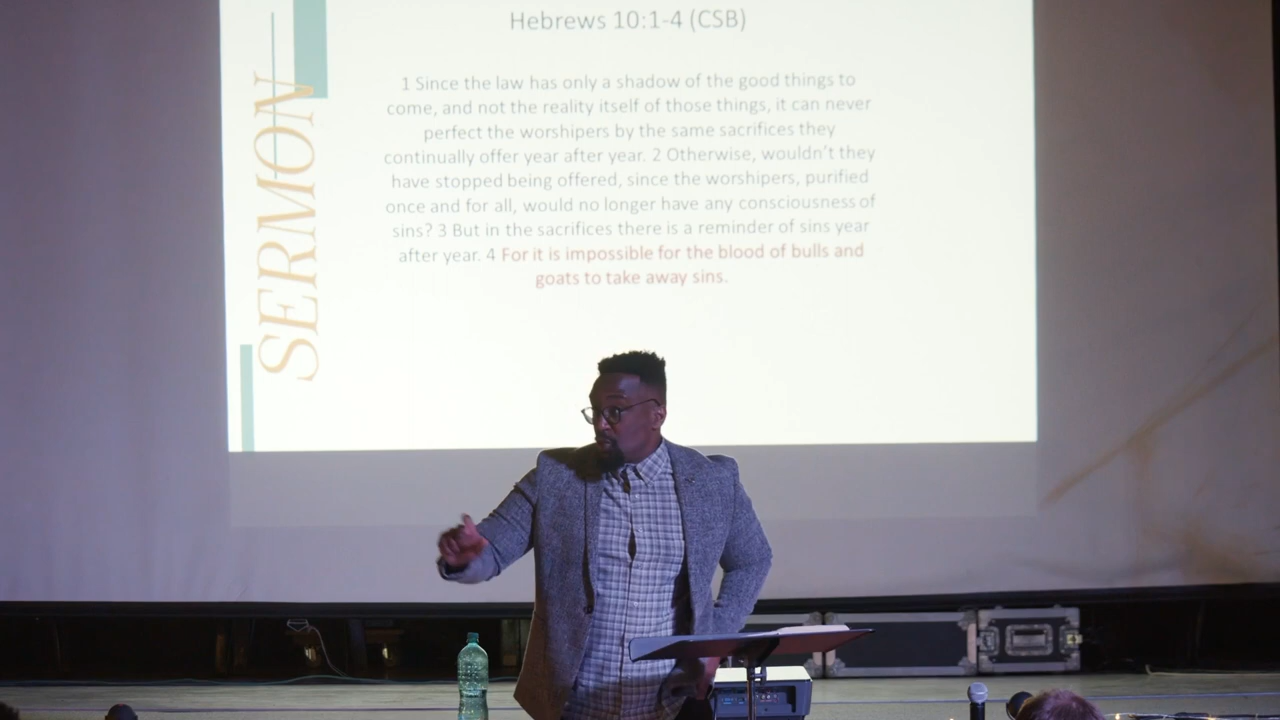 Hebrews 10:1-4 (CSB)
1 Since the law has only a shadow of the good things to
come, and not the reality itself of those things, it can never
perfect the worshipers by the same sacrifices they
continually offer year after year. 2 Otherwise, wouldn't they
have stopped being offered, since the worshipers, purified
once and for all, would no longer have any consciousness of
sins? 3 But in the sacrifices there is a reminder of sins year
after year. 4 For it is impossible for the blood of bulls and
goats to take away sins.
SERMON